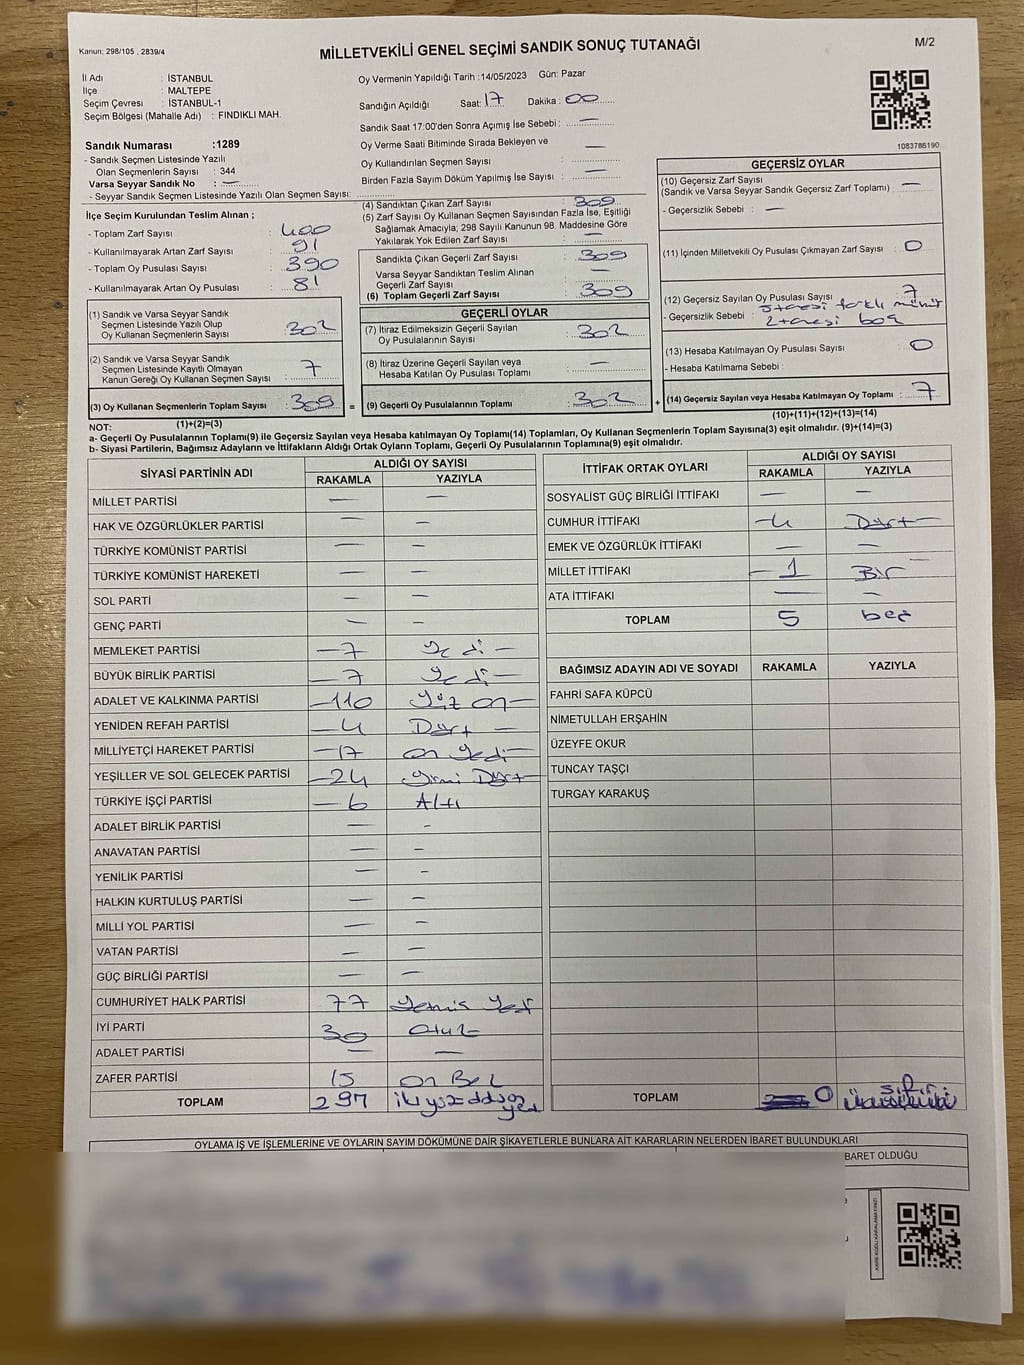 Kanun: 298/105 , 2839/4
MİLLETVEKİLİ GENEL SEÇİMİ SANDIK SONUÇ TUTANAĞI
M/2
İl Adı : İSTANBUL
İlçe : MALTEPE
Seçim Çevresi : İSTANBUL-1
Seçim Bölgesi (Mahalle Adı) : FINDIKLI MAH.
Oy Vermenin Yapıldığı Tarih :14/05/2023 Gün: Pazar
Sandığın Açıldığı Saat: 17 Dakika : 00
Sandık Saat 17:00'den Sonra Açımış İse Sebebi : —
Oy Verme Saati Bitiminde Sırada Bekleyen ve
Oy Kullandırılan Seçmen Sayısı : —
Birden Fazla Sayım Döküm Yapılmış İse Sayısı : —
1083786190
Sandık Numarası :1289
- Sandık Seçmen Listesinde Yazılı
Olan Seçmenlerin Sayısı : 344
Varsa Seyyar Sandık No : —
- Seyyar Sandık Seçmen Listesinde Yazılı Olan Seçmen Sayısı:
İlçe Seçim Kurulundan Teslim Alınan ;
- Toplam Zarf Sayısı : 400
- Kullanılmayarak Artan Zarf Sayısı : 91
- Toplam Oy Pusulası Sayısı : 390
- Kullanılmayarak Artan Oy Pusulası : 81
(1) Sandık ve Varsa Seyyar Sandık
Seçmen Listesinde Yazılı Olup
Oy Kullanan Seçmenlerin Sayısı : 302
(2) Sandık ve Varsa Seyyar Sandık
Seçmen Listesinde Kayıtlı Olmayan
Kanun Gereği Oy Kullanan Seçmen Sayısı : 7
(3) Oy Kullanan Seçmenlerin Toplam Sayısı : 309 =
(1)+(2)=(3)
(4) Sandıktan Çıkan Zarf Sayısı : 309
(5) Zarf Sayısı Oy Kullanan Seçmen Sayısından Fazla İse, Eşitliği
Sağlamak Amacıyla; 298 Sayılı Kanunun 98. Maddesine Göre
Yakılarak Yok Edilen Zarf Sayısı : —
Sandıkta Çıkan Geçerli Zarf Sayısı : 309
Varsa Seyyar Sandıktan Teslim Alınan
Geçerli Zarf Sayısı : —
(6) Toplam Geçerli Zarf Sayısı : 309
GEÇERLİ OYLAR
(7) İtiraz Edilmeksizin Geçerli Sayılan
Oy Pusulalarının Sayısı : 302
(8) İtiraz Üzerine Geçerli Sayılan veya
Hesaba Katılan Oy Pusulası Toplamı : —
(9) Geçerli Oy Pusulalarının Toplamı : 302 +
GEÇERSİZ OYLAR
(10) Geçersiz Zarf Sayısı
(Sandık ve Varsa Seyyar Sandık Geçersiz Zarf Toplamı) : —
- Geçersizlik Sebebi : —
(11) İçinden Milletvekili Oy Pusulası Çıkmayan Zarf Sayısı : 0
(12) Geçersiz Sayılan Oy Pusulası Sayısı : 7
- Geçersizlik Sebebi : 5 tanesi farklı mühür
2 tanesi boş
(13) Hesaba Katılmayan Oy Pusulası Sayısı : 0
- Hesaba Katılmama Sebebi :
(14) Geçersiz Sayılan veya Hesaba Katılmayan Oy Toplamı : 7
(10)+(11)+(12)+(13)=(14)
NOT:
a- Geçerli Oy Pusulalarının Toplamı(9) ile Geçersiz Sayılan veya Hesaba katılmayan Oy Toplamı(14) Toplamları, Oy Kullanan Seçmenlerin Toplam Sayısına(3) eşit olmalıdır. (9)+(14)=(3)
b- Siyasi Partilerin, Bağımsız Adayların ve İttifakların Aldığı Ortak Oyların Toplamı, Geçerli Oy Pusulalarının Toplamına(9) eşit olmalıdır.
SİYASİ PARTİNİN ADI ALDIĞI OY SAYISI
RAKAMLA YAZIYLA
MİLLET PARTİSİ — —
HAK VE ÖZGÜRLÜKLER PARTİSİ — —
TÜRKİYE KOMÜNİST PARTİSİ — —
TÜRKİYE KOMÜNİST HAREKETİ — —
SOL PARTİ — —
GENÇ PARTİ — —
MEMLEKET PARTİSİ —7 Yedi —
BÜYÜK BİRLİK PARTİSİ —7 Yedi —
ADALET VE KALKINMA PARTİSİ —110 Yüz on—
YENİDEN REFAH PARTİSİ —4 Dört —
MİLLİYETÇİ HAREKET PARTİSİ —17 on yedi—
YEŞİLLER VE SOL GELECEK PARTİSİ —24 Yirmi Dört—
TÜRKİYE İŞÇİ PARTİSİ —6 Altı
ADALET BİRLİK PARTİSİ — -
ANAVATAN PARTİSİ — -
YENİLİK PARTİSİ — -
HALKIN KURTULUŞ PARTİSİ — —
MİLLİ YOL PARTİSİ — —
VATAN PARTİSİ — —
GÜÇ BİRLİĞİ PARTİSİ — —
CUMHURİYET HALK PARTİSİ 77 Yetmiş Yedi
İYİ PARTİ 30 Otuz
ADALET PARTİSİ — —
ZAFER PARTİSİ 15 on Beş
TOPLAM 297 iki yüz doksan yedi
İTTİFAK ORTAK OYLARI ALDIĞI OY SAYISI
RAKAMLA YAZIYLA
SOSYALİST GÜÇ BİRLİĞİ İTTİFAKI — —
CUMHUR İTTİFAKI —4 Dört—
EMEK VE ÖZGÜRLÜK İTTİFAKI — —
MİLLET İTTİFAKI —1 Bir —
ATA İTTİFAKI — —
TOPLAM 5 beş
BAĞIMSIZ ADAYIN ADI VE SOYADI RAKAMLA YAZIYLA
FAHRİ SAFA KÜPCÜ
NİMETULLAH ERŞAHİN
ÜZEYFE OKUR
TUNCAY TAŞÇI
TURGAY KARAKUŞ
TOPLAM 0 sıfır
OYLAMA İŞ VE İŞLEMLERİNE VE OYLARIN SAYIM DÖKÜMÜNE DAİR ŞİKAYETLERLE BUNLARA AİT KARARLARIN NELERDEN İBARET BULUNDUKLARI
BARET OLDUĞU